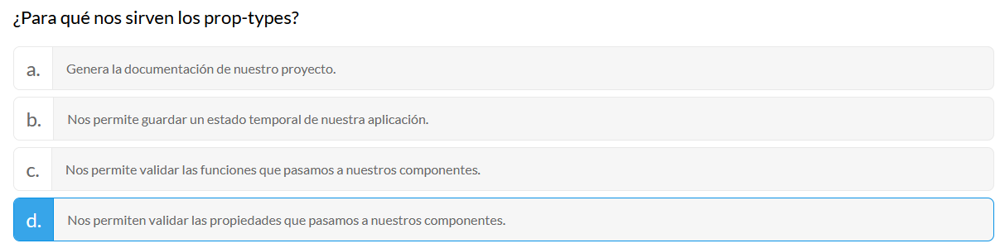 ¿Para qué nos sirven los prop-types?
a. Genera la documentación de nuestro proyecto.
b. Nos permite guardar un estado temporal de nuestra aplicación.
c. Nos permite validar las funciones que pasamos a nuestros componentes.
d. Nos permiten validar las propiedades que pasamos a nuestros componentes.